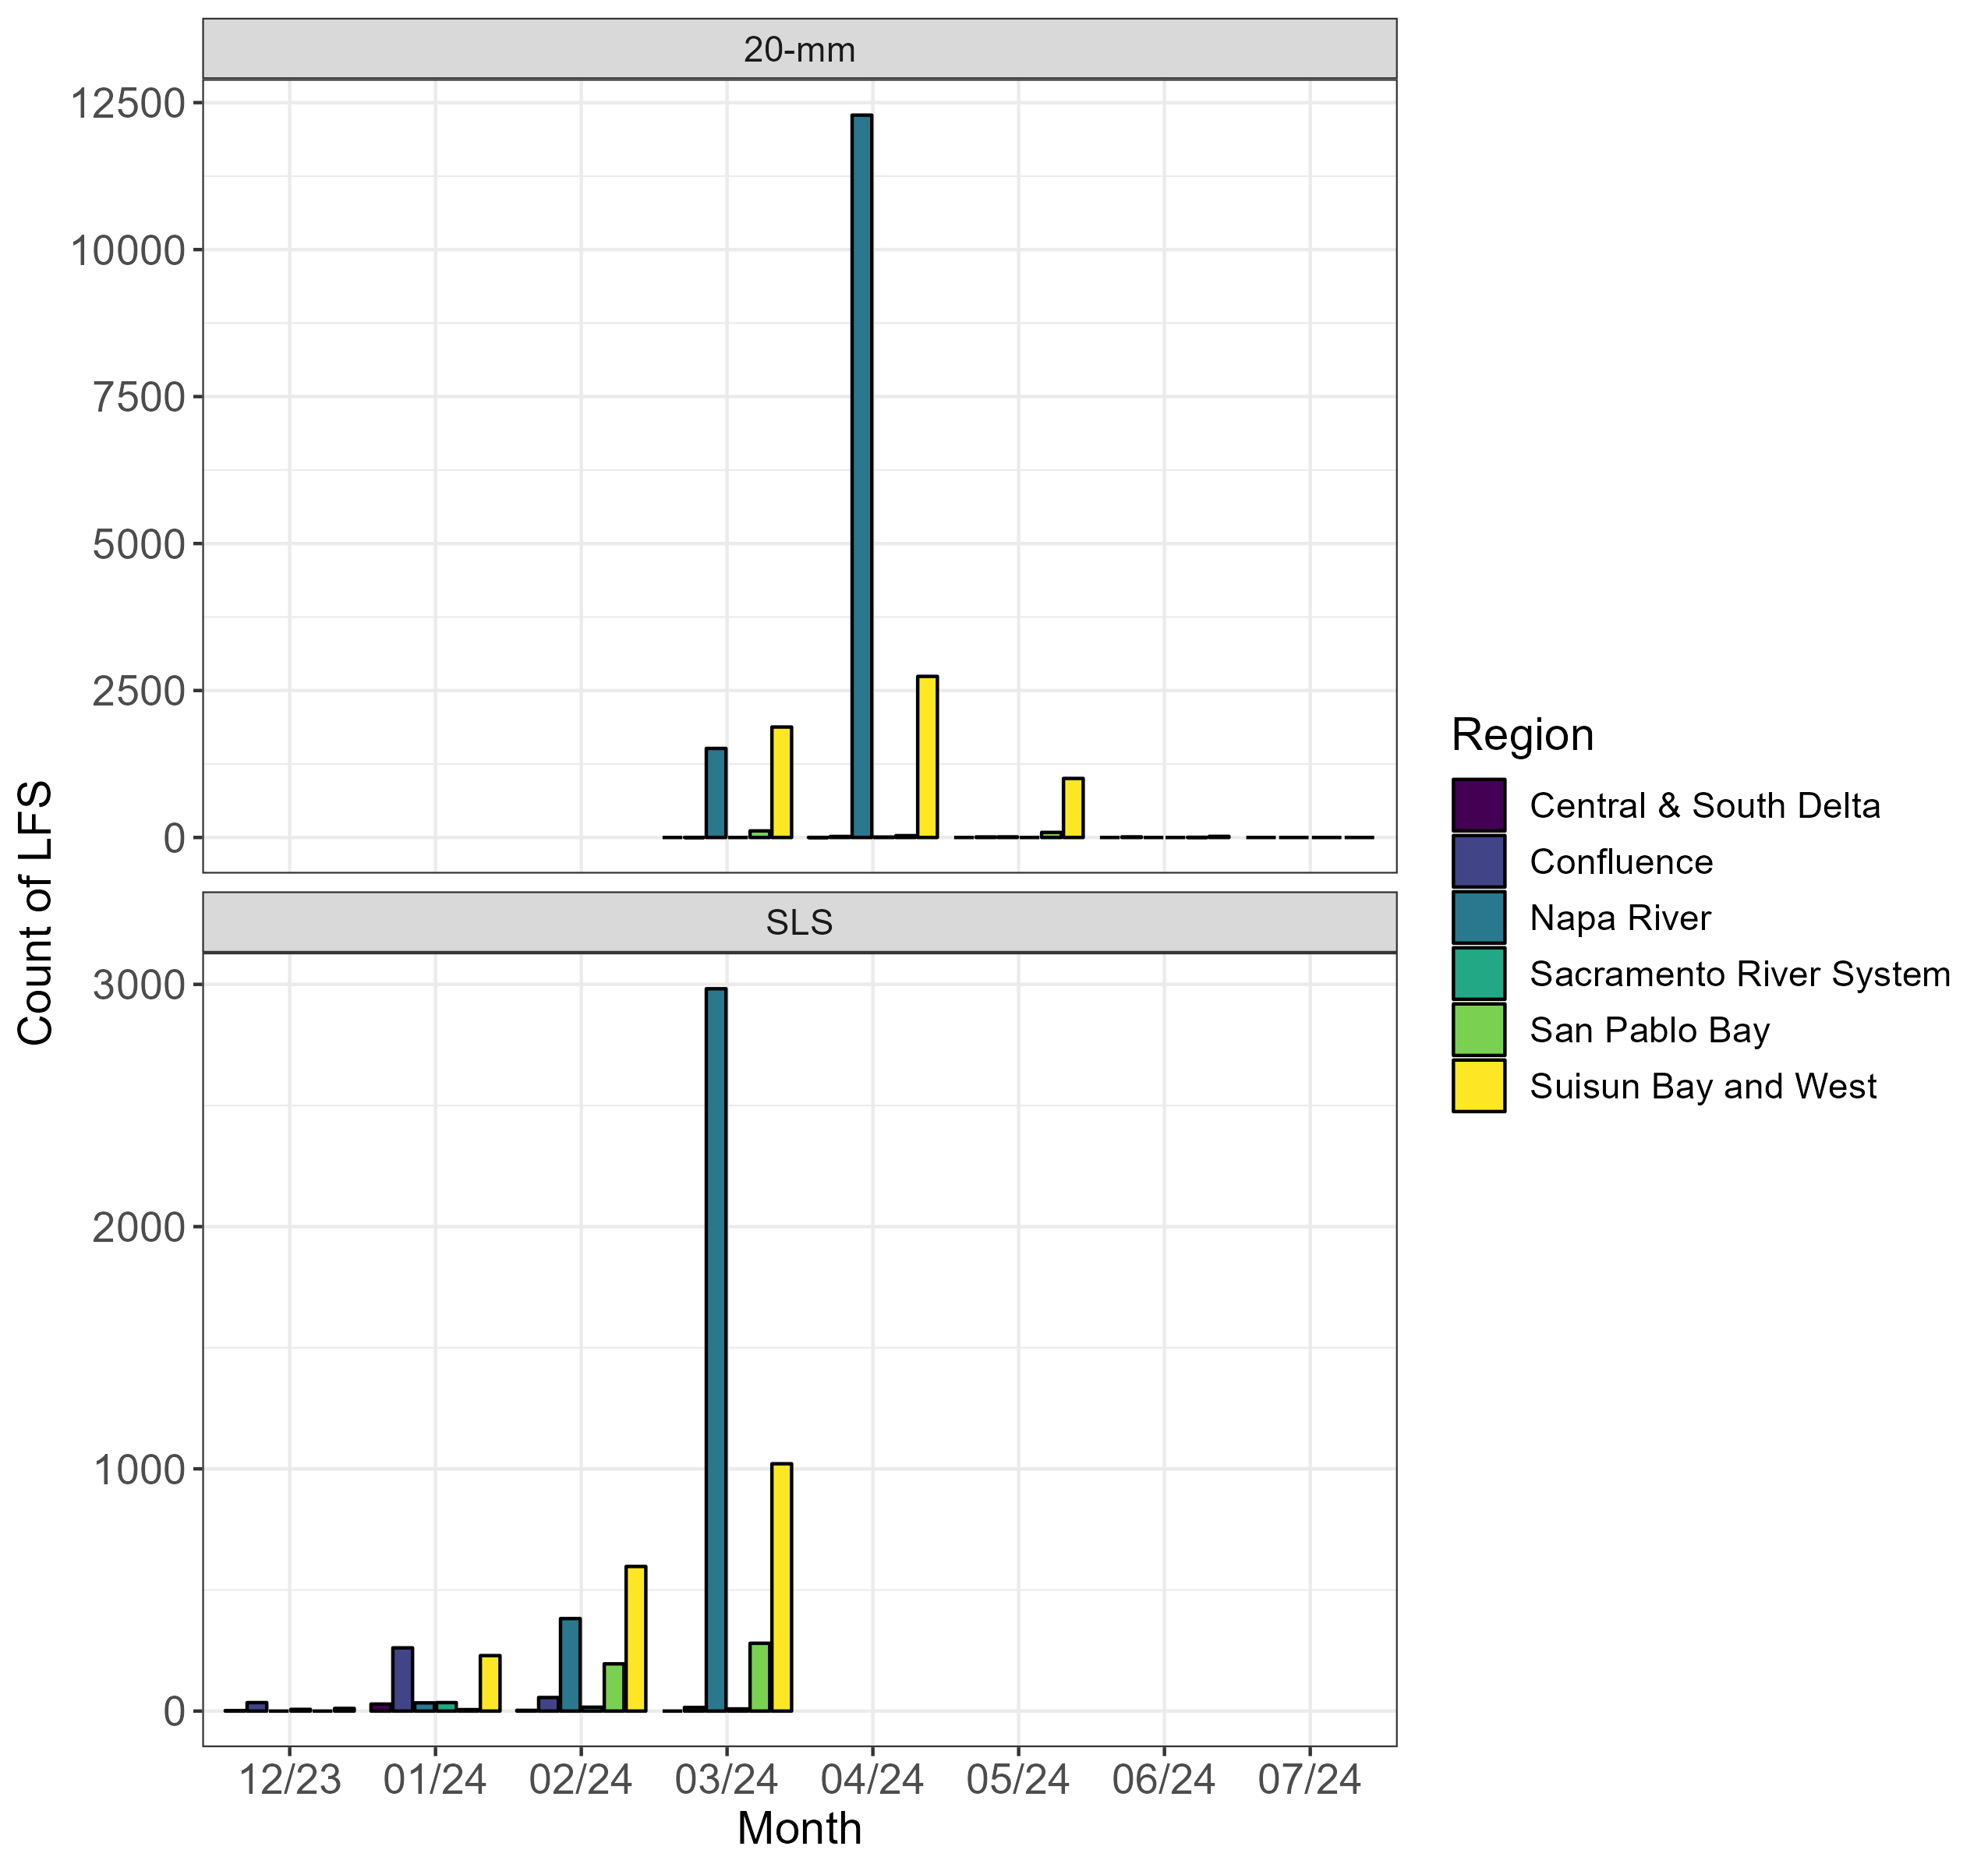 20-mm
12500
10000
7500
5000
2500
0
SLS
3000
2000
1000
0
Count of LFS
12/23 01/24 02/24 03/24 04/24 05/24 06/24 07/24
Month
Region
Central & South Delta
Confluence
Napa River
Sacramento River System
San Pablo Bay
Suisun Bay and West